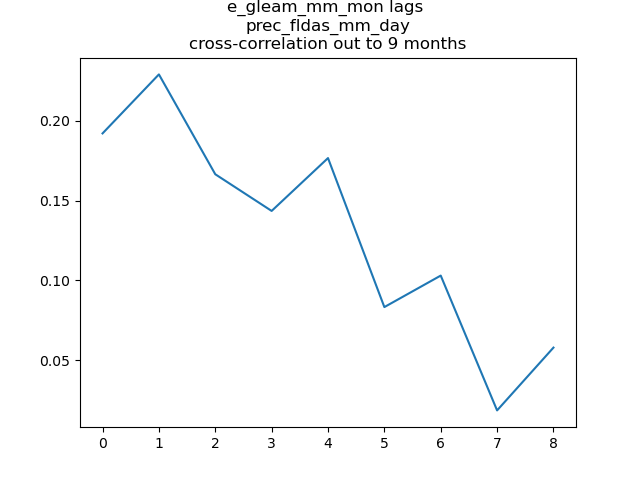 e_gleam_mm_mon lags
prec_fldas_mm_day
cross-correlation out to 9 months
0.20
0.15
0.10
0.05
0 1 2 3 4 5 6 7 8